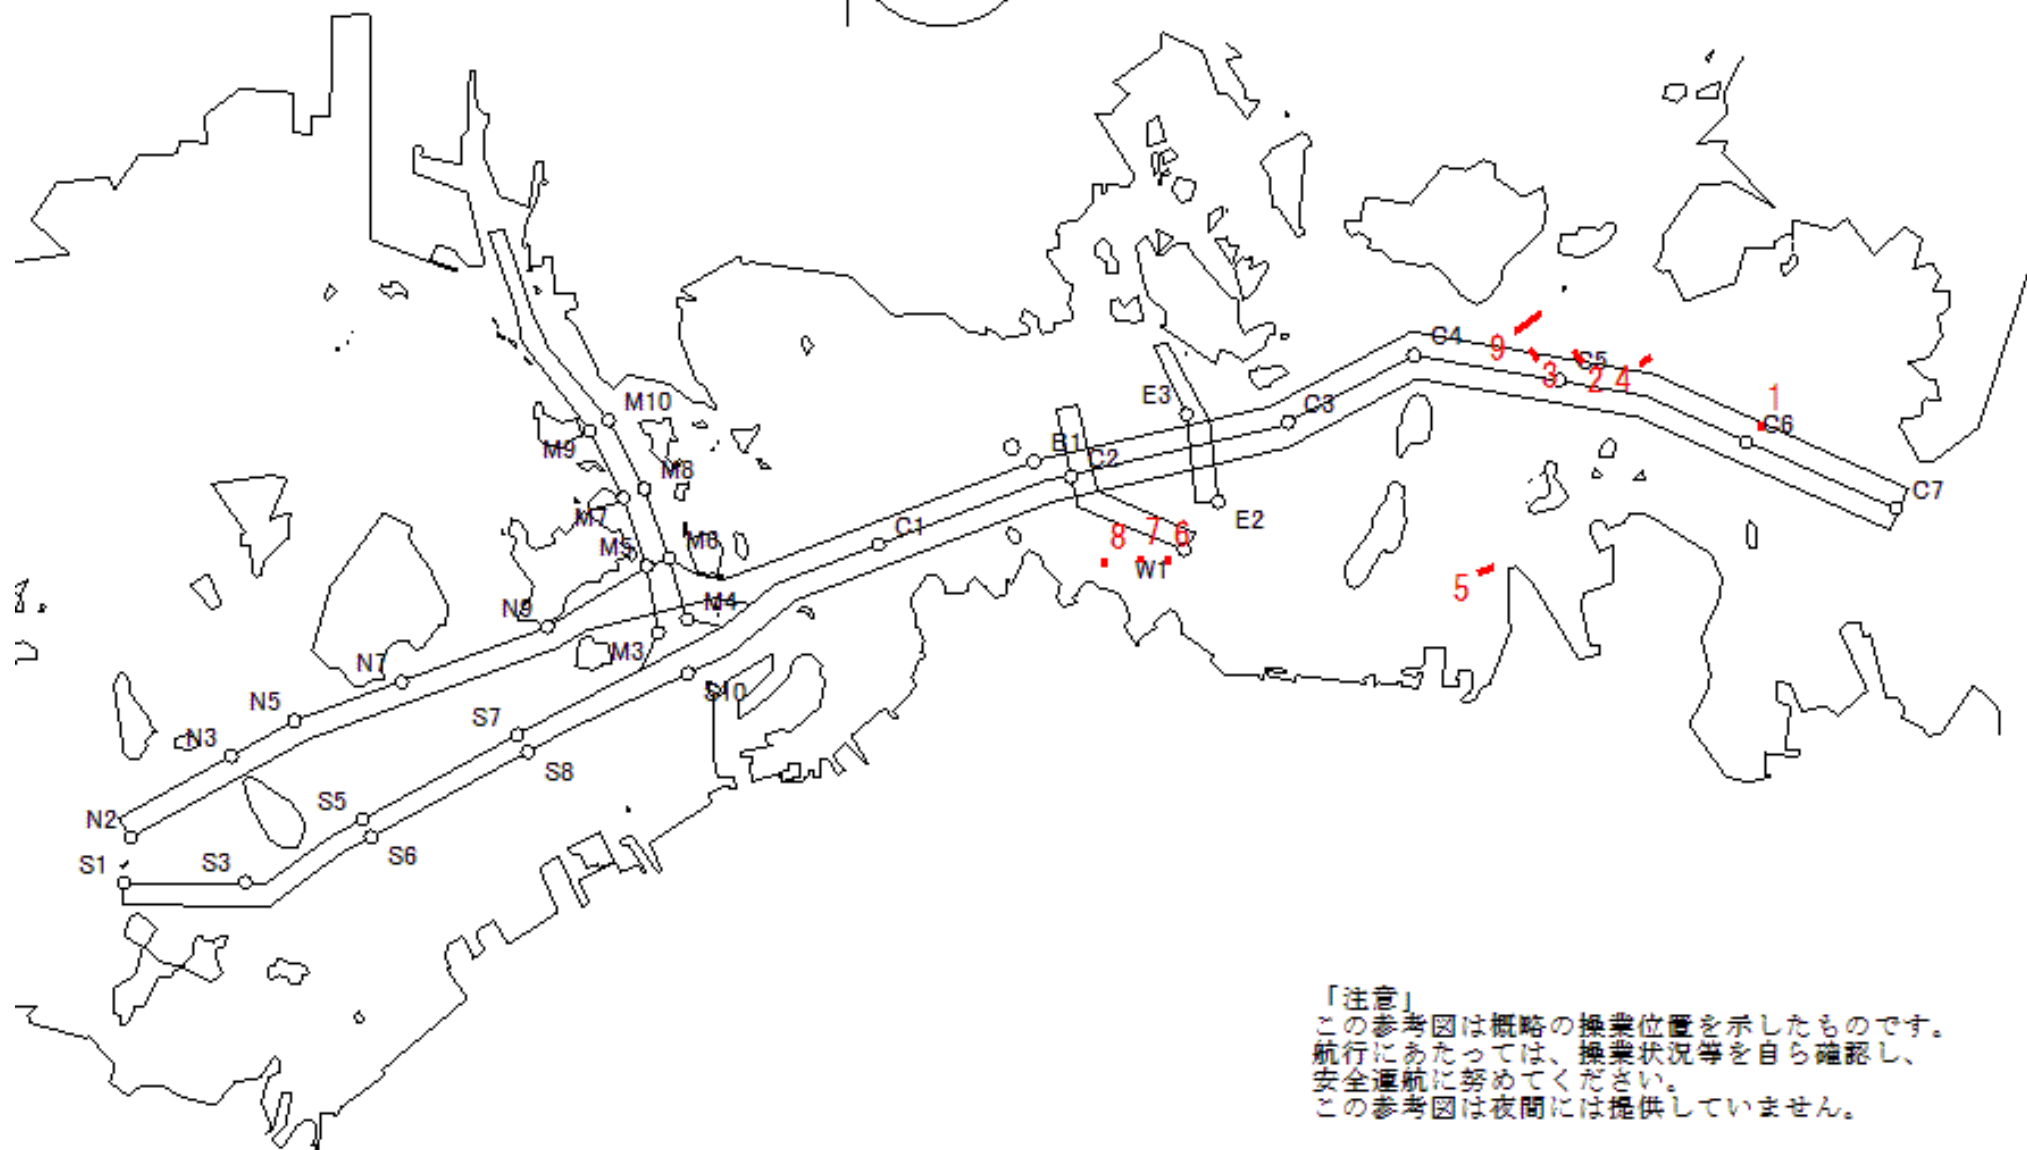 C4
9
C5
3
2
4
1
M10
E3
C3
C6
M9
B1
C2
M8
C7
M7
C1
E2
M5
M6
8
7
6
W1
5
N9
M4
M3
N7
S10
N5
S7
N3
S8
S5
N2
S6
S1
S3
「注意」
この参考図は概略の操業位置を示したものです。
航行にあたっては、操業状況等を自ら確認し、
安全運航に努めてください。
この参考図は夜間には提供していません。